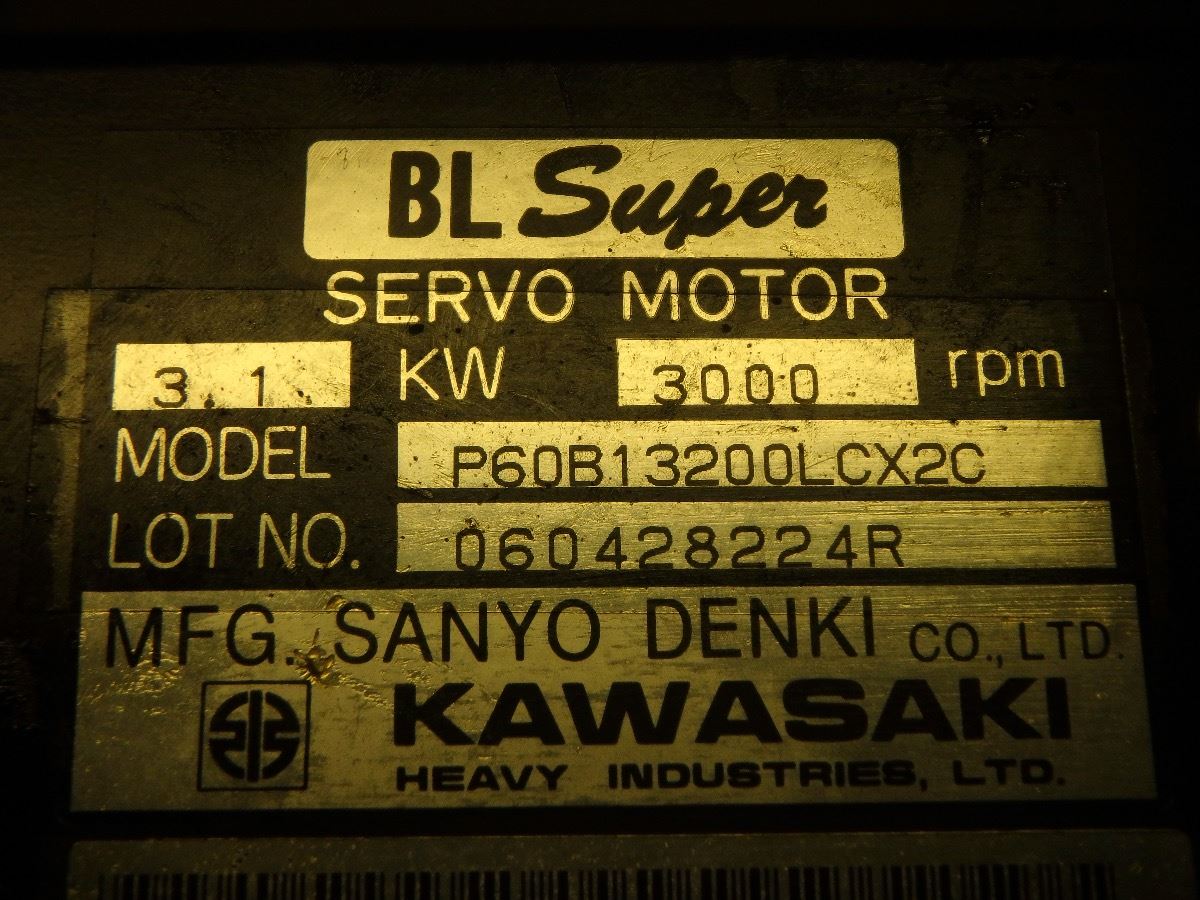 BL Super
SERVO MOTOR
3.1 KW 3000 rpm
MODEL P60B13200LCX2C
LOT NO. 060428224R
MFG. SANYO DENKI CO., LTD.
KAWASAKI
HEAVY INDUSTRIES, LTD.